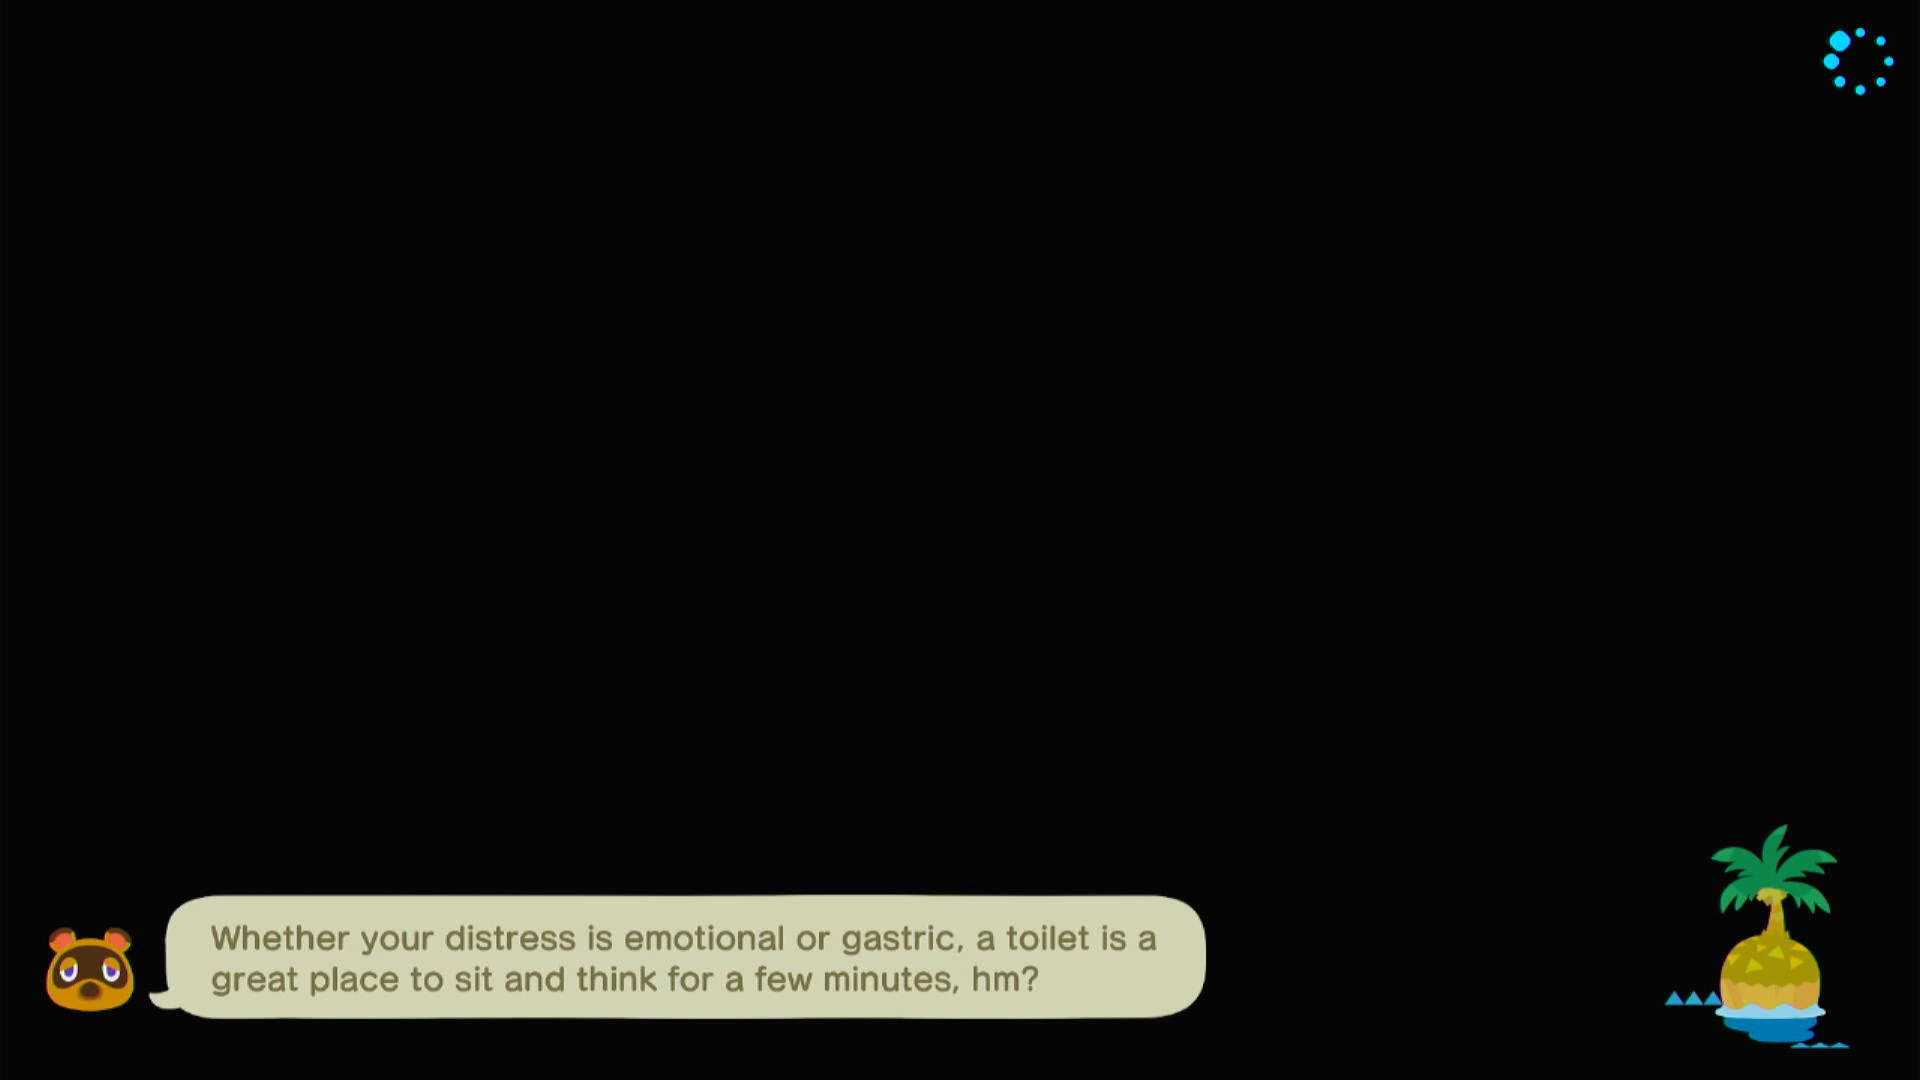 Whether your distress is emotional or gastric, a toilet is a
great place to sit and think for a few minutes, hm?